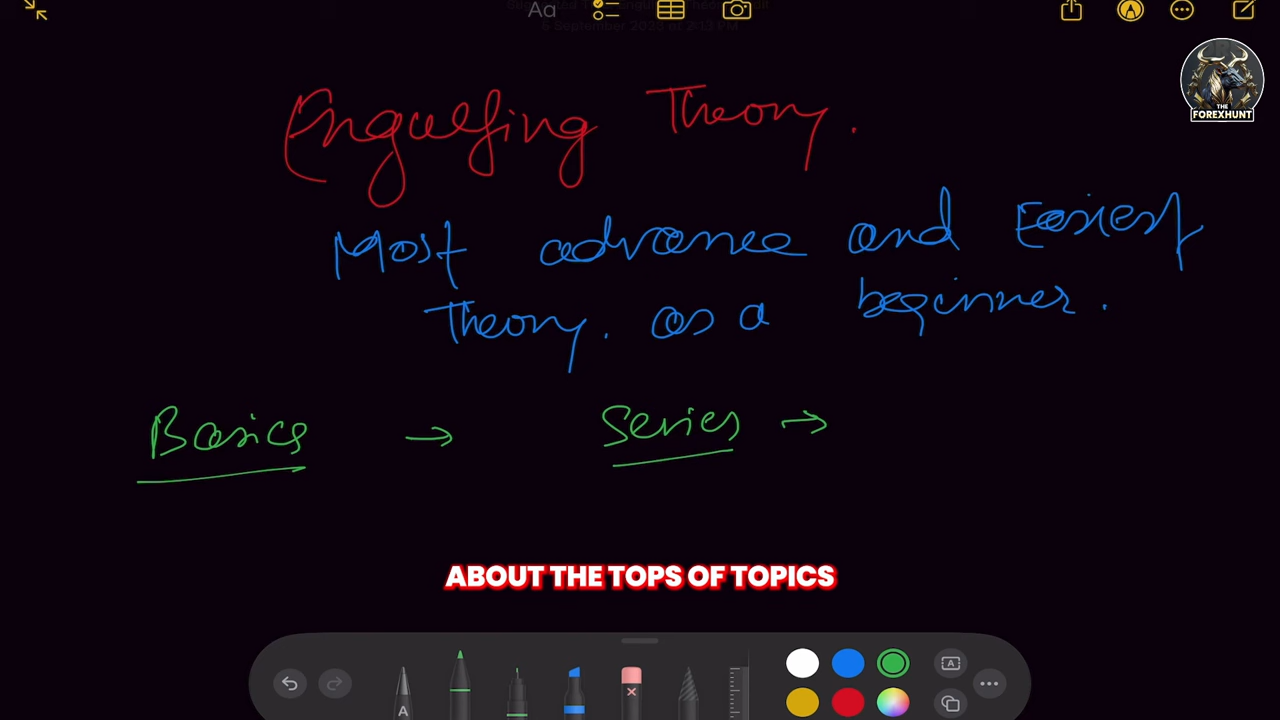 Aa
THE
FOREXHUNT
Engulfing Theory.
Most advance and Easiest
Theory. as a beginner.
Basics → Series →
ABOUT THE TOPS OF TOPICS
A